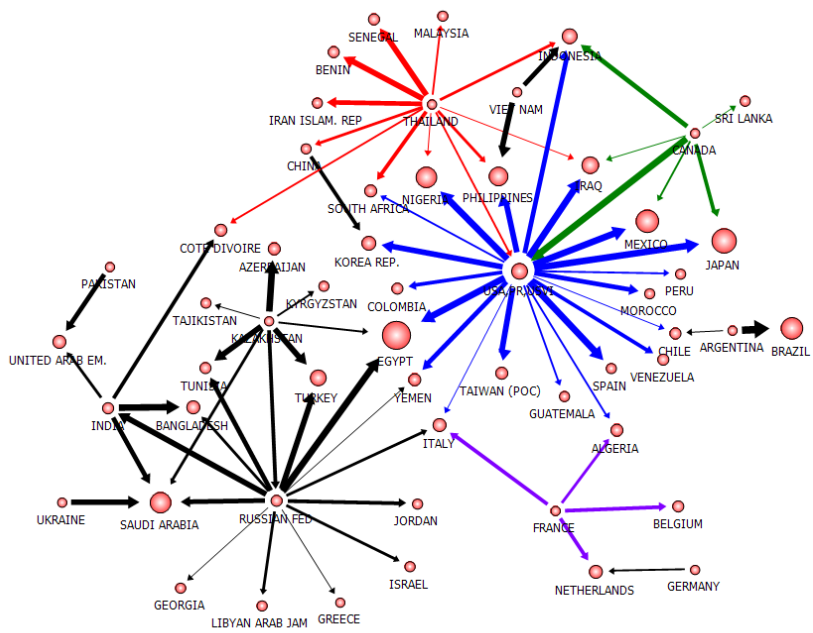 MALAYSIA
SENEGAL
INDONESIA
BENIN
IRAN ISLAM. REP
THAILAND
VIET NAM
SRI LANKA
CANADA
CHINA
IRAQ
SOUTH AFRICA
NIGERIA
PHILIPPINES
MEXICO
JAPAN
COTE DIVOIRE
AZERBAIJAN
KOREA REP.
PAKISTAN
KYRGYZSTAN
COLOMBIA
PERU
TAJIKISTAN
MOROCCO
KAZAKHSTAN
UNITED ARAB EM.
EGYPT
CHILE
ARGENTINA
BRAZIL
TUNISIA
TURKEY
YEMEN
TAIWAN (POC)
SPAIN
VENEZUELA
GUATEMALA
INDIA
BANGLADESH
ITALY
ALGERIA
UKRAINE
SAUDI ARABIA
RUSSIAN FED
JORDAN
FRANCE
BELGIUM
ISRAEL
NETHERLANDS
GERMANY
GEORGIA
LIBYAN ARAB JAM
GREECE